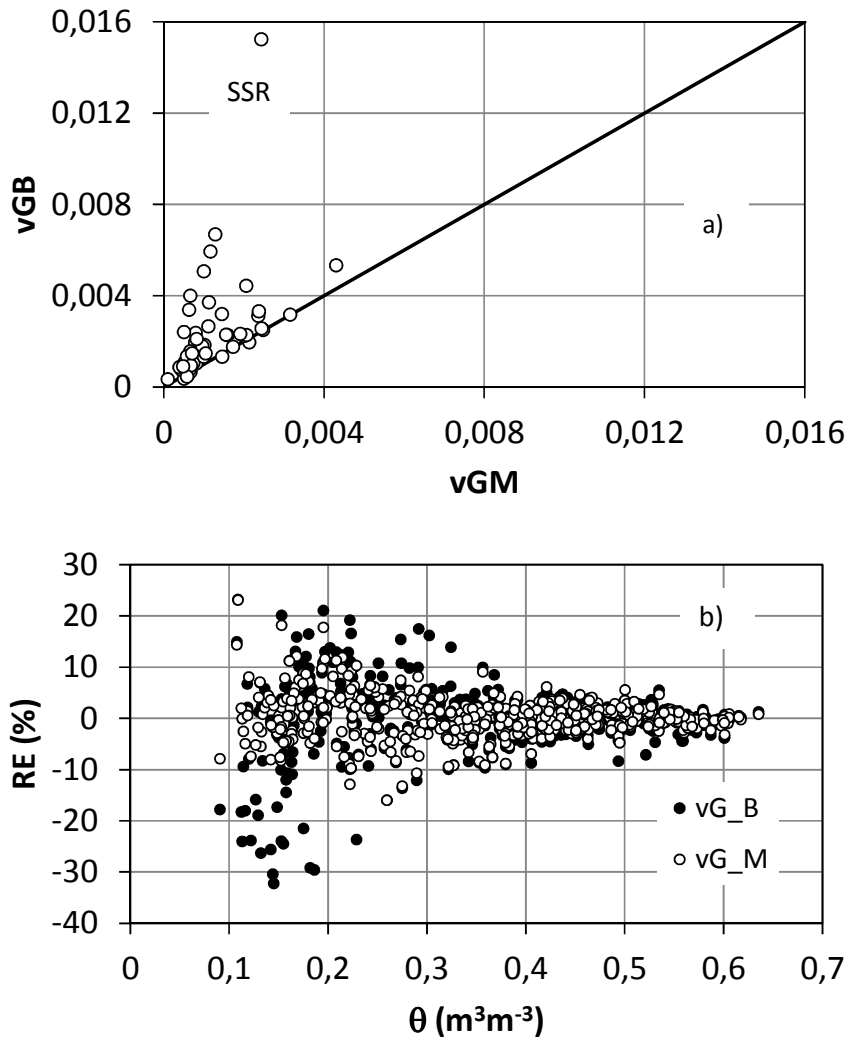 0,016
0,012
0,008
0,004
0
vGB
SSR
a)
0 0,004 0,008 0,012 0,016
vGM
30
20
10
0
-10
-20
-30
-40
RE (%)
b)
vG_B
vG_M
0 0,1 0,2 0,3 0,4 0,5 0,6 0,7
θ (m³m⁻³)